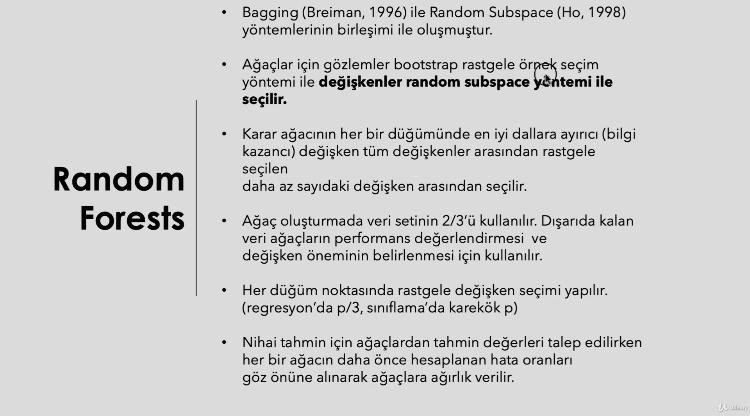 Random
Forests
• Bagging (Breiman, 1996) ile Random Subspace (Ho, 1998)
yöntemlerinin birleşimi ile oluşmuştur.
• Ağaçlar için gözlemler bootstrap rastgele örnek seçim
yöntemi ile değişkenler random subspace yöntemi ile
seçilir.
• Karar ağacının her bir düğümünde en iyi dallara ayırıcı (bilgi
kazancı) değişken tüm değişkenler arasından rastgele
seçilen
daha az sayıdaki değişken arasından seçilir.
• Ağaç oluşturmada veri setinin 2/3'ü kullanılır. Dışarıda kalan
veri ağaçların performans değerlendirmesi ve
değişken öneminin belirlenmesi için kullanılır.
• Her düğüm noktasında rastgele değişken seçimi yapılır.
(regresyon'da p/3, sınıflama'da karekök p)
• Nihai tahmin için ağaçlardan tahmin değerleri talep edilirken
her bir ağacın daha önce hesaplanan hata oranları
göz önüne alınarak ağaçlara ağırlık verilir.